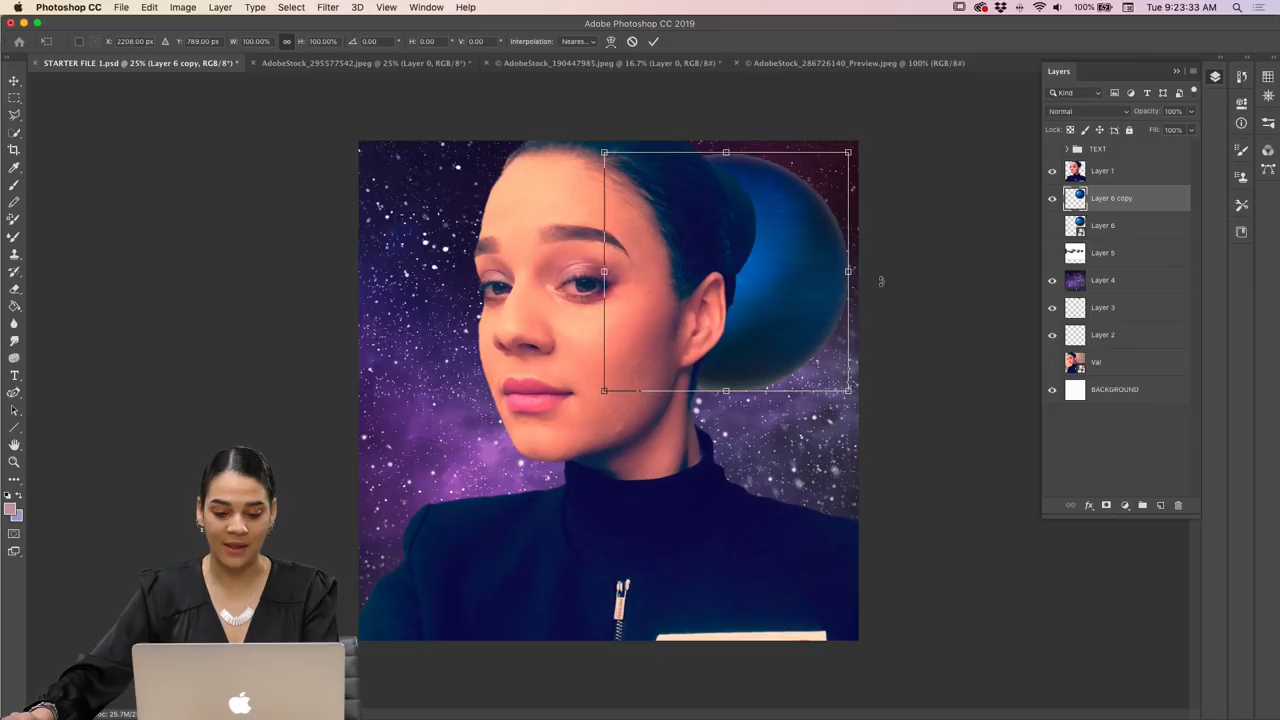 Photoshop CC File Edit Image Layer Type Select Filter 3D View Window Help 100% Tue 9:23:33 AM
Adobe Photoshop CC 2019
X: 2208.00 px Y: 789.00 px W: 100.00% H: 100.00% 0.00 H: 0.00 V: 0.00 Interpolation: Neares...
STARTER FILE 1.psd @ 25% (Layer 6 copy, RGB/8*) * AdobeStock_295577542.jpeg @ 25% (Layer 0, RGB/8*) * © AdobeStock_190447985.jpeg @ 16.7% (Layer 0, RGB/8#) * © AdobeStock_286726140_Preview.jpeg @ 100% (RGB/8#)
Layers
Kind
Normal Opacity: 100%
Lock: Fill: 100%
TEXT
Layer 1
Layer 6 copy
Layer 6
Layer 5
Layer 4
Layer 3
Layer 2
Val
BACKGROUND
fx